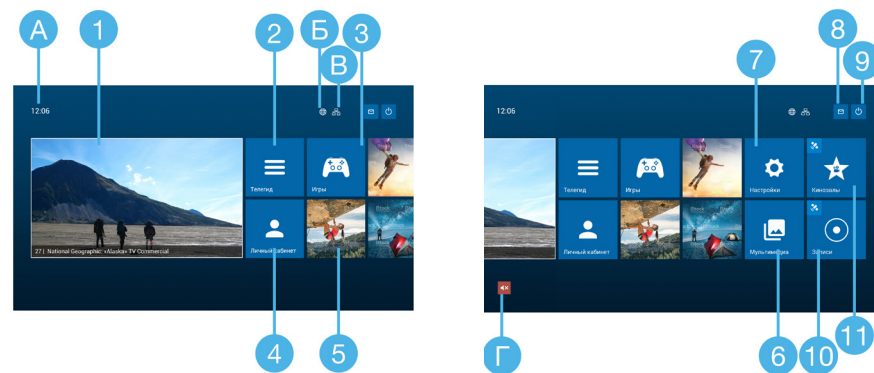 А
1
2
Б
3
В
12:06
Телегид
Игры
27 | National Geographic: «Alaska» TV Commercial
Личный кабинет
4
5
8
7
9
12:06
Телегид
Игры
Настройки
Кинозалы
Личный кабинет
Мультимедиа
Записи
Г
6
10
11